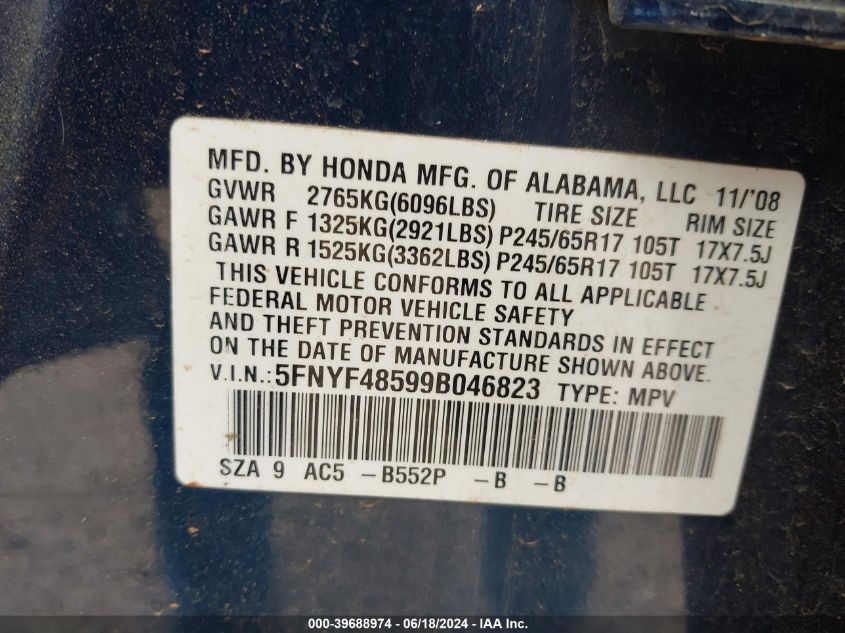 MFD. BY HONDA MFG. OF ALABAMA, LLC 11/'08
GVWR 2765KG(6096LBS) TIRE SIZE RIM SIZE
GAWR F 1325KG(2921LBS) P245/65R17 105T 17X7.5J
GAWR R 1525KG(3362LBS) P245/65R17 105T 17X7.5J
THIS VEHICLE CONFORMS TO ALL APPLICABLE
FEDERAL MOTOR VEHICLE SAFETY
AND THEFT PREVENTION STANDARDS IN EFFECT
ON THE DATE OF MANUFACTURE SHOWN ABOVE.
V.I.N.:5FNYF48599B046823 TYPE: MPV
SZA 9 AC5 -B552P -B -B
000-39688974 - 06/18/2024 - IAA Inc.